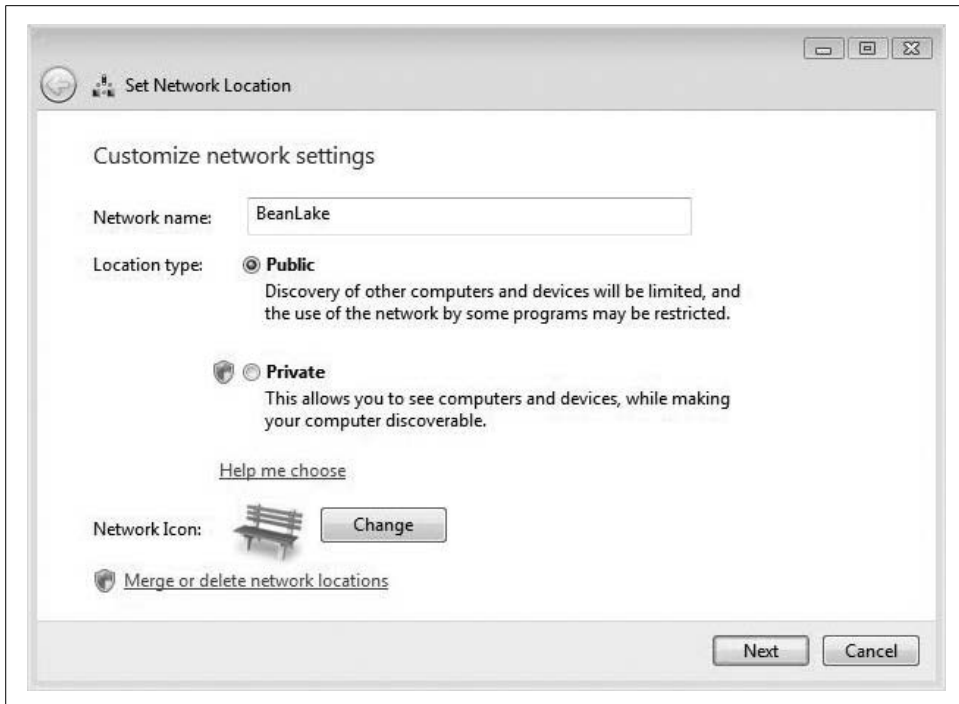 Set Network Location
Customize network settings
Network name: BeanLake
Location type: Public
Discovery of other computers and devices will be limited, and
the use of the network by some programs may be restricted.
Private
This allows you to see computers and devices, while making
your computer discoverable.
Help me choose
Network Icon: Change
Merge or delete network locations
Next Cancel